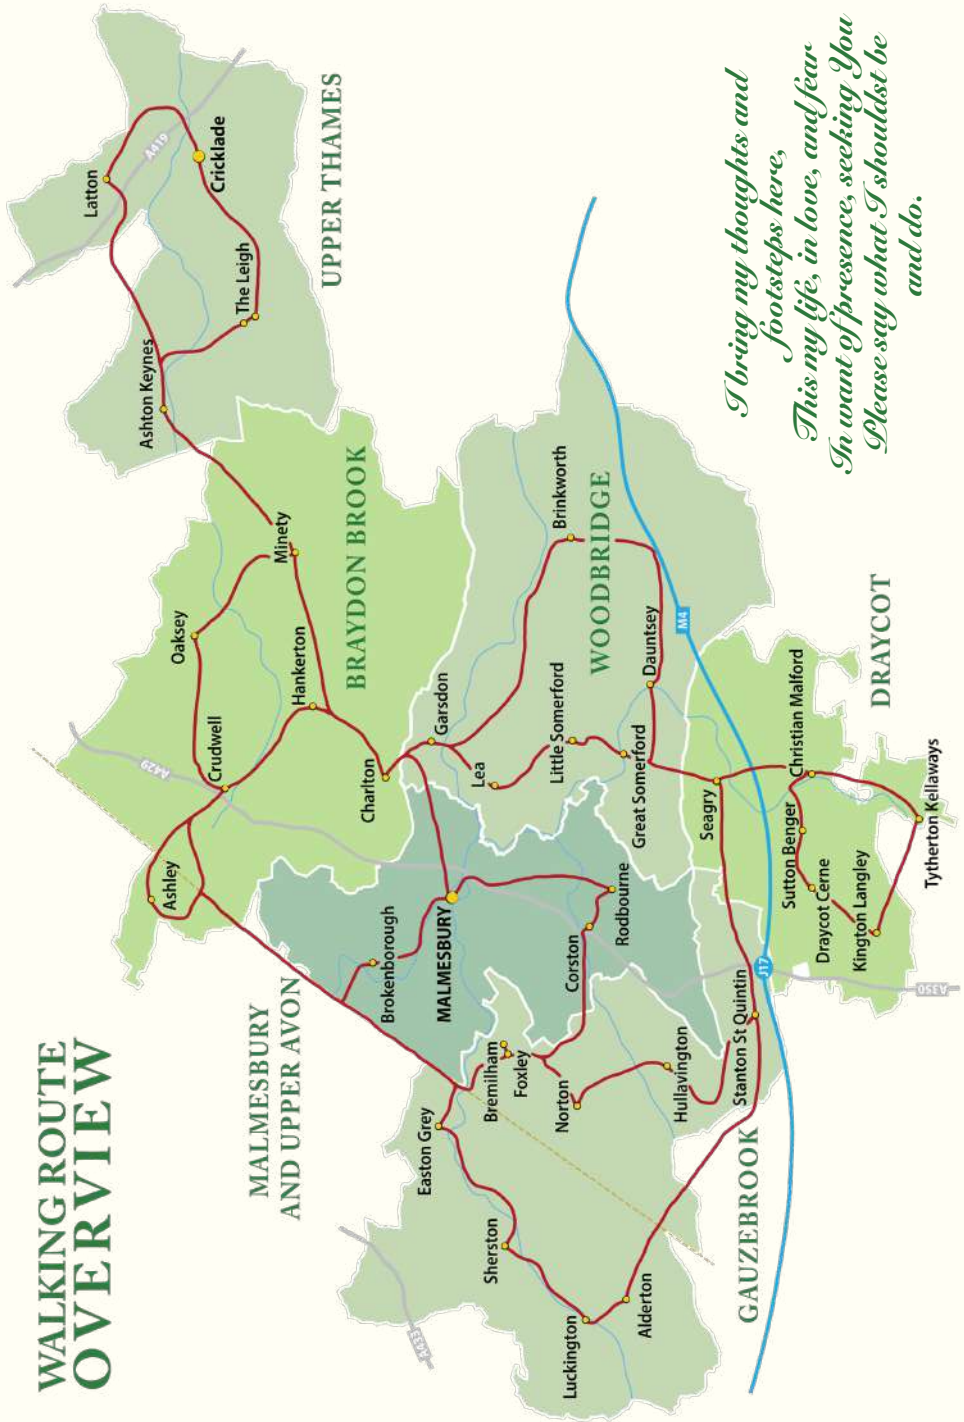 WALKING ROUTE
OVERVIEW
MALMESBURY
AND UPPER AVON
BRAYDON BROOK
UPPER THAMES
WOODBRIDGE
DRAYCOT
GAUZEBROOK
Latton
A419
Cricklade
The Leigh
Ashton Keynes
Minety
Oaksey
Hankerton
Crudwell
A429
Charlton
Ashley
Garsdon
Lea
Little Somerford
Great Somerford
Brinkworth
Dauntsey
M4
Brokenborough
MALMESBURY
Corston
Rodbourne
Seagry
Christian Malford
Sutton Benger
Draycot Cerne
Kington Langley
Tytherton Kellaways
J17
A350
Stanton St Quintin
Hullavington
Norton
Bremilham
Foxley
Easton Grey
Sherston
Luckington
Alderton
A433
I bring my thoughts and
footsteps here,
This my life, in love, and fear
In want of presence, seeking You
Please say what I shouldst be
and do.